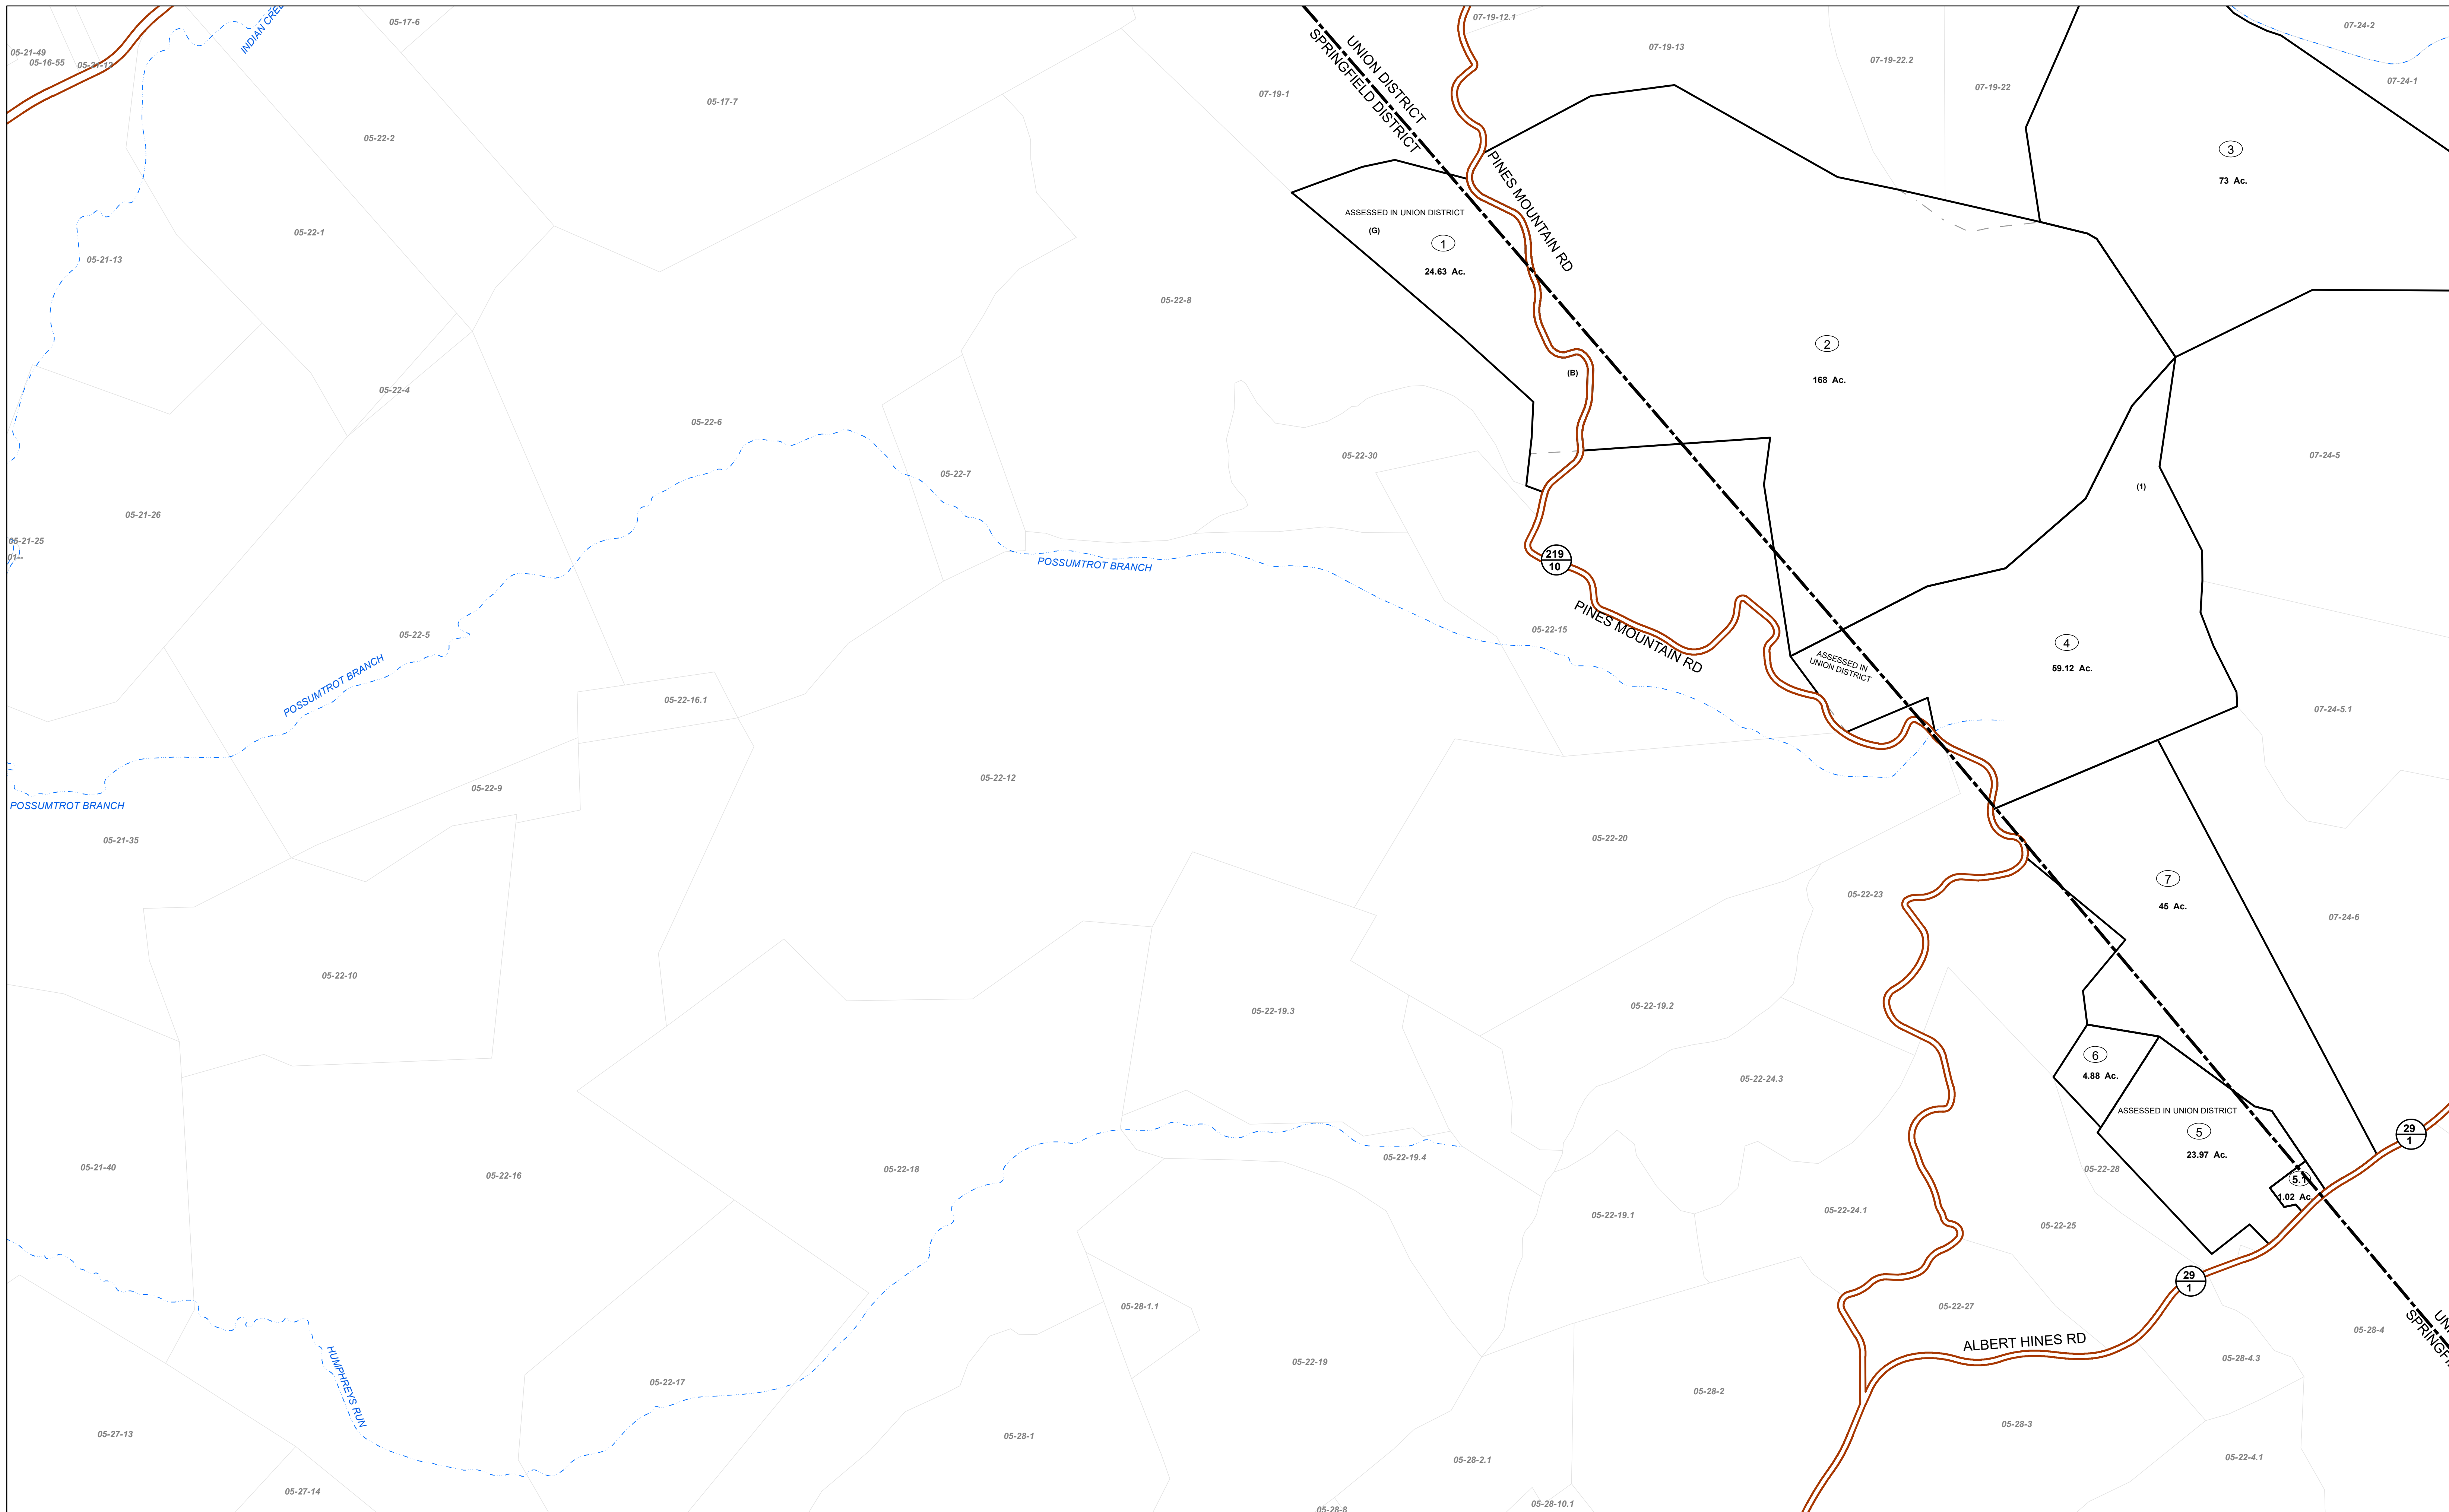 INDIAN CREE
05-17-6
05-21-49
05-16-55
05-21-12
05-17-7
05-22-2
07-19-1
UNION DISTRICT
SPRINGFIELD DISTRICT
07-19-12.1
07-19-13
07-19-22.2
07-19-22
07-24-2
07-24-1
3
73 Ac.
PINES MOUNTAIN RD
ASSESSED IN UNION DISTRICT
(G)
1
24.63 Ac.
05-22-1
05-21-13
05-22-8
2
168 Ac.
(B)
05-22-4
05-22-6
05-22-7
05-22-30
07-24-5
(1)
05-21-26
05-21-25
01--
POSSUMTROT BRANCH
219
10
PINES MOUNTAIN RD
05-22-15
05-22-5
POSSUMTROT BRANCH
ASSESSED IN
UNION DISTRICT
4
59.12 Ac.
05-22-16.1
07-24-5.1
05-22-12
05-22-9
POSSUMTROT BRANCH
05-21-35
05-22-20
05-22-23
7
45 Ac.
07-24-6
05-22-10
05-22-19.3
05-22-19.2
05-22-24.3
6
4.88 Ac.
ASSESSED IN UNION DISTRICT
5
23.97 Ac.
29
1
05-21-40
05-22-16
05-22-18
05-22-19.4
05-22-28
5.1
1.02 Ac.
05-22-19.1
05-22-24.1
05-22-25
29
1
05-28-1.1
05-22-27
05-28-4
UNI
SPRINGFI
ALBERT HINES RD
05-22-19
05-28-4.3
HUMPHREYS RUN
05-22-17
05-28-2
05-27-13
05-28-1
05-28-3
05-28-2.1
05-22-4.1
05-27-14
05-28-8
05-28-10.1